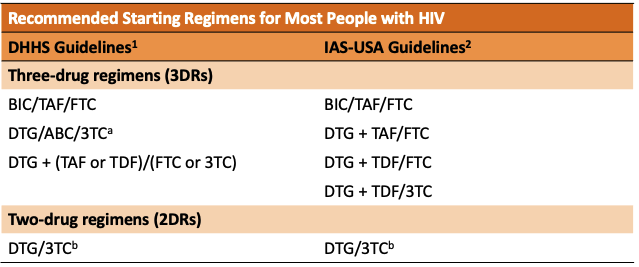 Recommended Starting Regimens for Most People with HIV
DHHS Guidelines¹ IAS-USA Guidelines²
Three-drug regimens (3DRs)
BIC/TAF/FTC BIC/TAF/FTC
DTG/ABC/3TCᵃ DTG + TAF/FTC
DTG + (TAF or TDF)/(FTC or 3TC) DTG + TDF/FTC
DTG + TDF/3TC
Two-drug regimens (2DRs)
DTG/3TCᵇ DTG/3TCᵇ